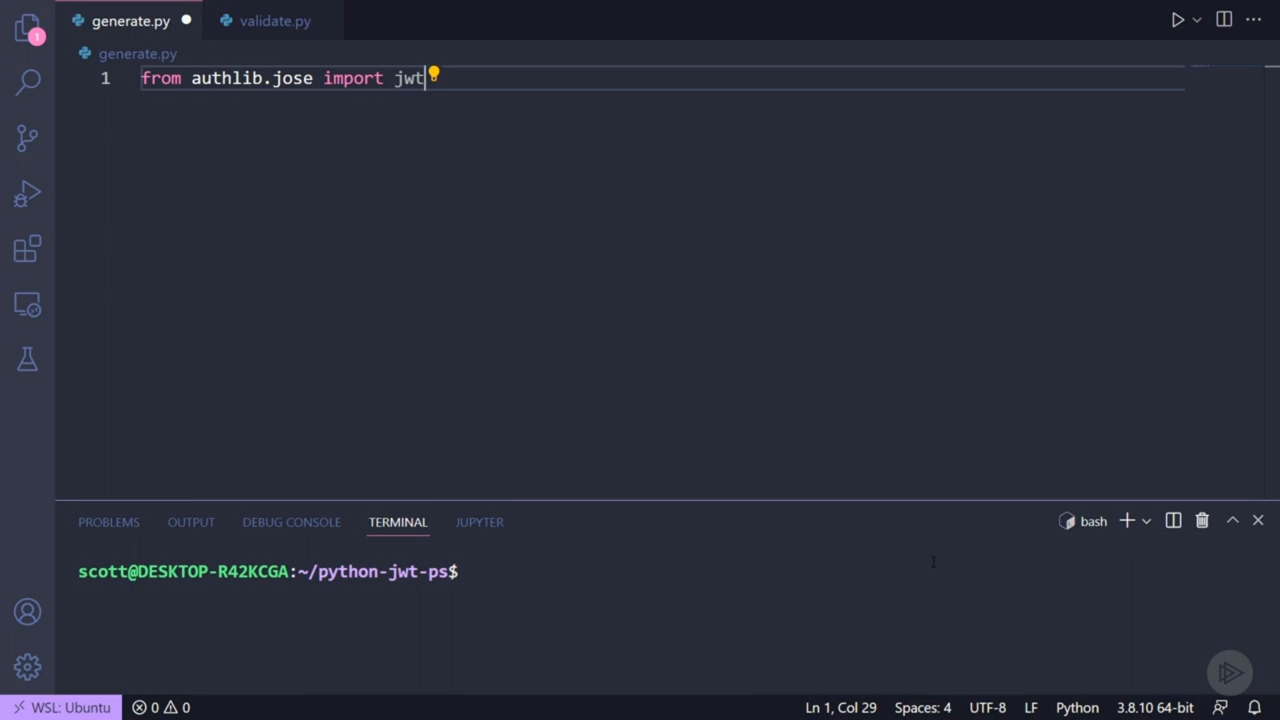 generate.py
validate.py
1
generate.py
1 from authlib.jose import jwt
PROBLEMS OUTPUT DEBUG CONSOLE TERMINAL JUPYTER
bash
scott@DESKTOP-R42KCGA:~/python-jwt-ps$
WSL: Ubuntu 0 0 Ln 1, Col 29 Spaces: 4 UTF-8 LF Python 3.8.10 64-bit